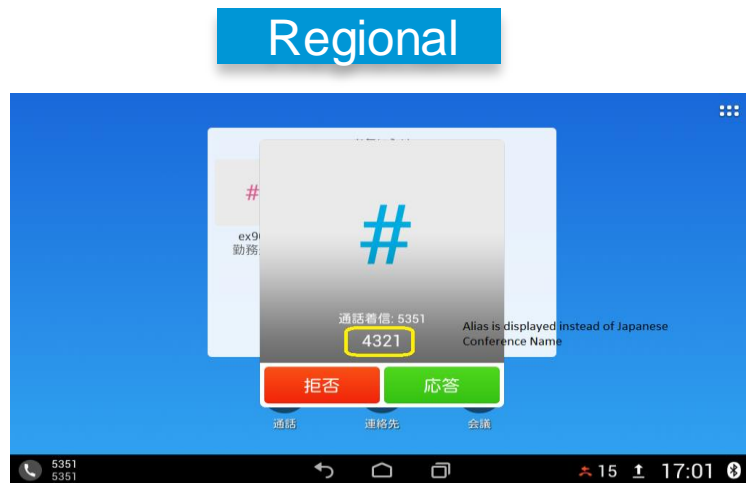 Regional
#
ex90
勤務
#
通話着信: 5351
4321
Alias is displayed instead of Japanese
Conference Name
拒否
応答
通話
連絡先
会議
5351
5351
15
17:01